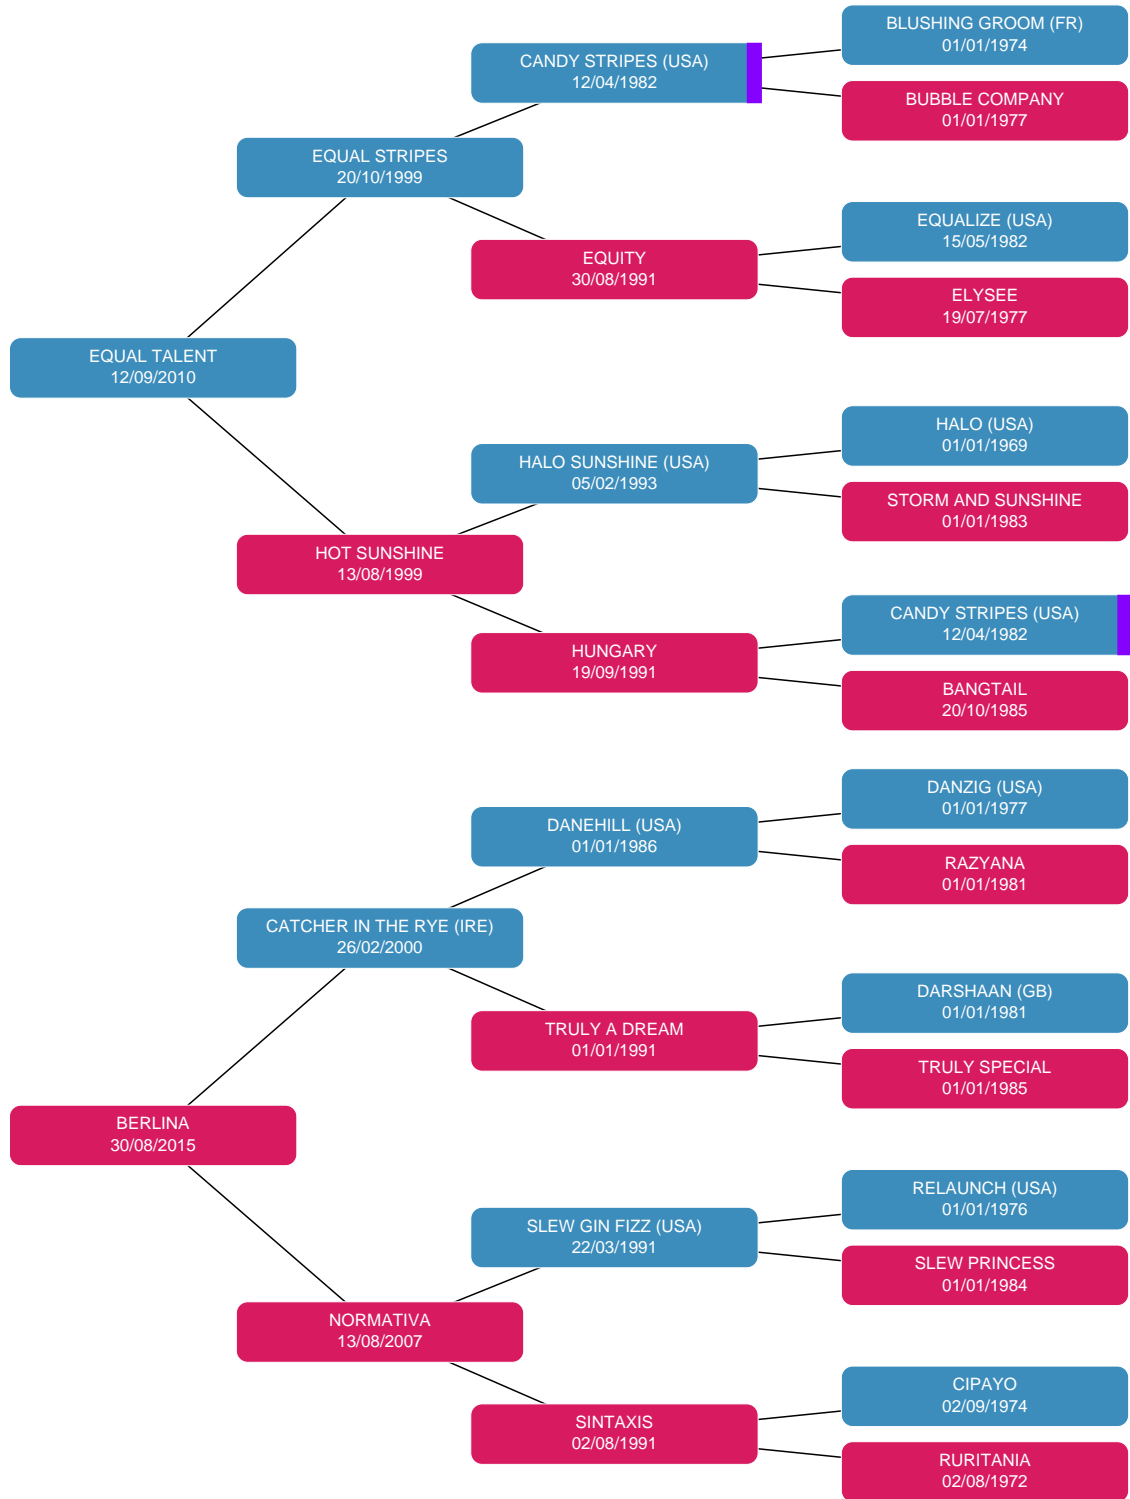 BLUSHING GROOM (FR)
01/01/1974
CANDY STRIPES (USA)
12/04/1982
BUBBLE COMPANY
01/01/1977
EQUAL STRIPES
20/10/1999
EQUALIZE (USA)
15/05/1982
EQUITY
30/08/1991
ELYSEE
19/07/1977
EQUAL TALENT
12/09/2010
HALO (USA)
01/01/1969
HALO SUNSHINE (USA)
05/02/1993
STORM AND SUNSHINE
01/01/1983
HOT SUNSHINE
13/08/1999
CANDY STRIPES (USA)
12/04/1982
HUNGARY
19/09/1991
BANGTAIL
20/10/1985
DANZIG (USA)
01/01/1977
DANEHILL (USA)
01/01/1986
RAZYANA
01/01/1981
CATCHER IN THE RYE (IRE)
26/02/2000
DARSHAAN (GB)
01/01/1981
TRULY A DREAM
01/01/1991
TRULY SPECIAL
01/01/1985
BERLINA
30/08/2015
RELAUNCH (USA)
01/01/1976
SLEW GIN FIZZ (USA)
22/03/1991
SLEW PRINCESS
01/01/1984
NORMATIVA
13/08/2007
CIPAYO
02/09/1974
SINTAXIS
02/08/1991
RURITANIA
02/08/1972